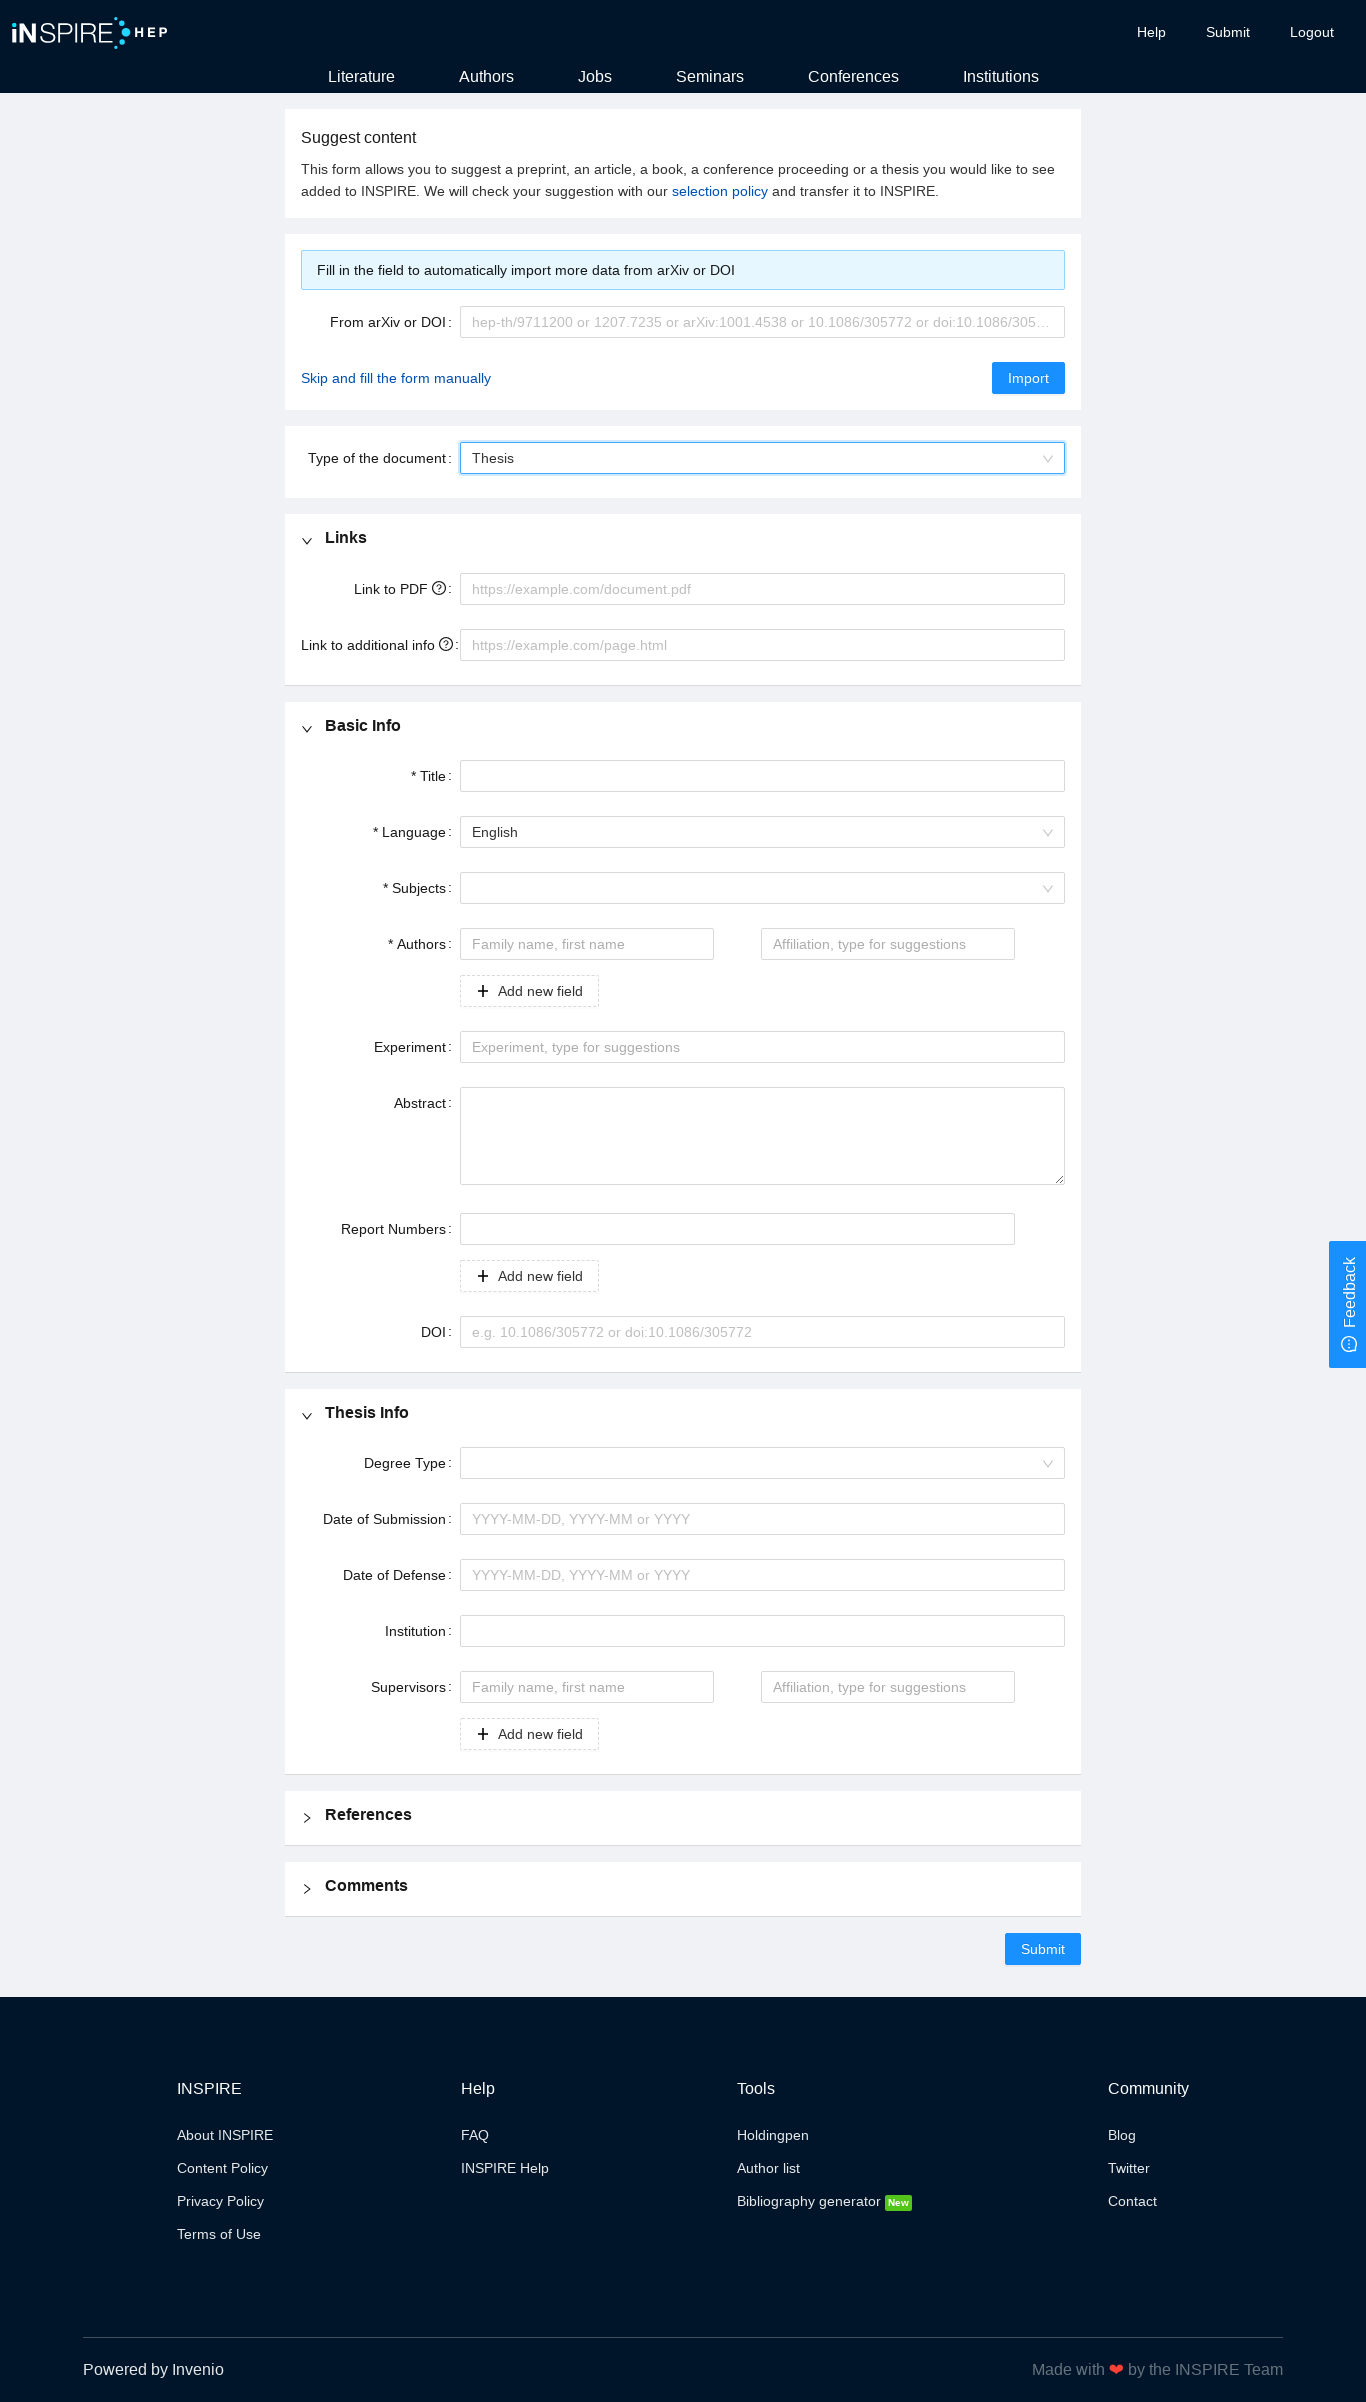 iNSPIRE HEP
Help Submit Logout
Literature Authors Jobs Seminars Conferences Institutions
Suggest content
This form allows you to suggest a preprint, an article, a book, a conference proceeding or a thesis you would like to see
added to INSPIRE. We will check your suggestion with our selection policy and transfer it to INSPIRE.
Fill in the field to automatically import more data from arXiv or DOI
From arXiv or DOI: hep-th/9711200 or 1207.7235 or arXiv:1001.4538 or 10.1086/305772 or doi:10.1086/305…
Skip and fill the form manually Import
Type of the document: Thesis
Links
Link to PDF : https://example.com/document.pdf
Link to additional info : https://example.com/page.html
Basic Info
* Title:
* Language: English
* Subjects:
* Authors: Family name, first name Affiliation, type for suggestions
+ Add new field
Experiment: Experiment, type for suggestions
Abstract:
Report Numbers:
+ Add new field
Feedback
DOI: e.g. 10.1086/305772 or doi:10.1086/305772
Thesis Info
Degree Type:
Date of Submission: YYYY-MM-DD, YYYY-MM or YYYY
Date of Defense: YYYY-MM-DD, YYYY-MM or YYYY
Institution:
Supervisors: Family name, first name Affiliation, type for suggestions
+ Add new field
References
Comments
Submit
INSPIRE Help Tools Community
About INSPIRE FAQ Holdingpen Blog
Content Policy INSPIRE Help Author list Twitter
Privacy Policy Bibliography generator New Contact
Terms of Use
Powered by Invenio Made with ❤ by the INSPIRE Team